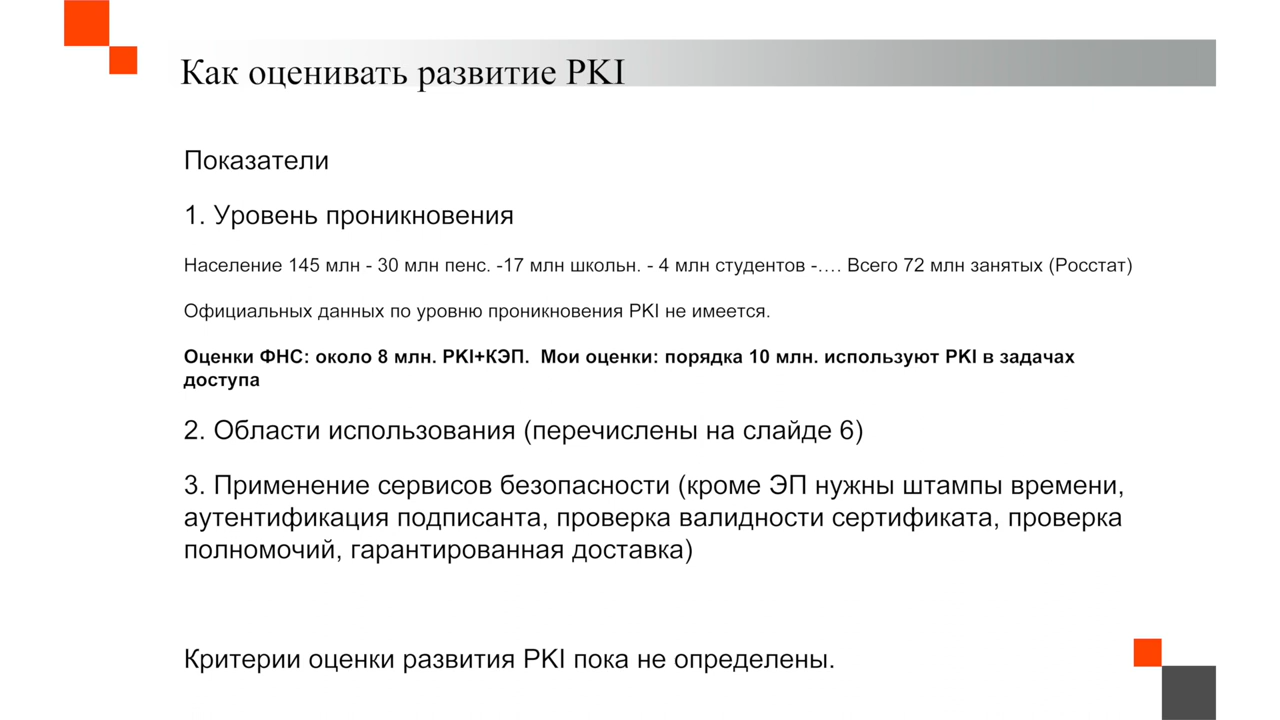 Как оценивать развитие PKI
Показатели
1. Уровень проникновения
Население 145 млн - 30 млн пенс. -17 млн школьн. - 4 млн студентов -…. Всего 72 млн занятых (Росстат)
Официальных данных по уровню проникновения PKI не имеется.
Оценки ФНС: около 8 млн. PKI+КЭП.  Мои оценки: порядка 10 млн. используют PKI в задачах
доступа
2. Области использования (перечислены на слайде 6)
3. Применение сервисов безопасности (кроме ЭП нужны штампы времени,
аутентификация подписанта, проверка валидности сертификата, проверка
полномочий, гарантированная доставка)
Критерии оценки развития PKI пока не определены.